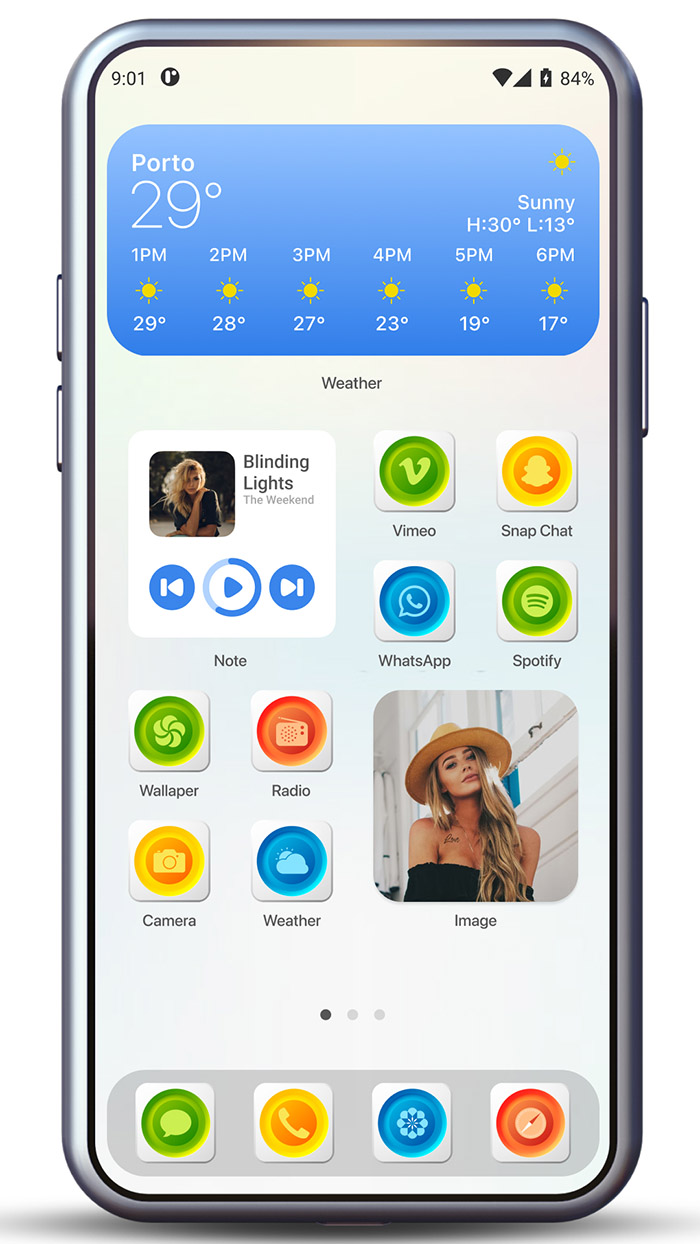 9:01 84%
Porto
29°
Sunny
H:30° L:13°
1PM 2PM 3PM 4PM 5PM 6PM
29° 28° 27° 23° 19° 17°
Weather
Blinding
Lights
The Weekend
Vimeo Snap Chat
Note WhatsApp Spotify
Wallaper Radio
Camera Weather Image